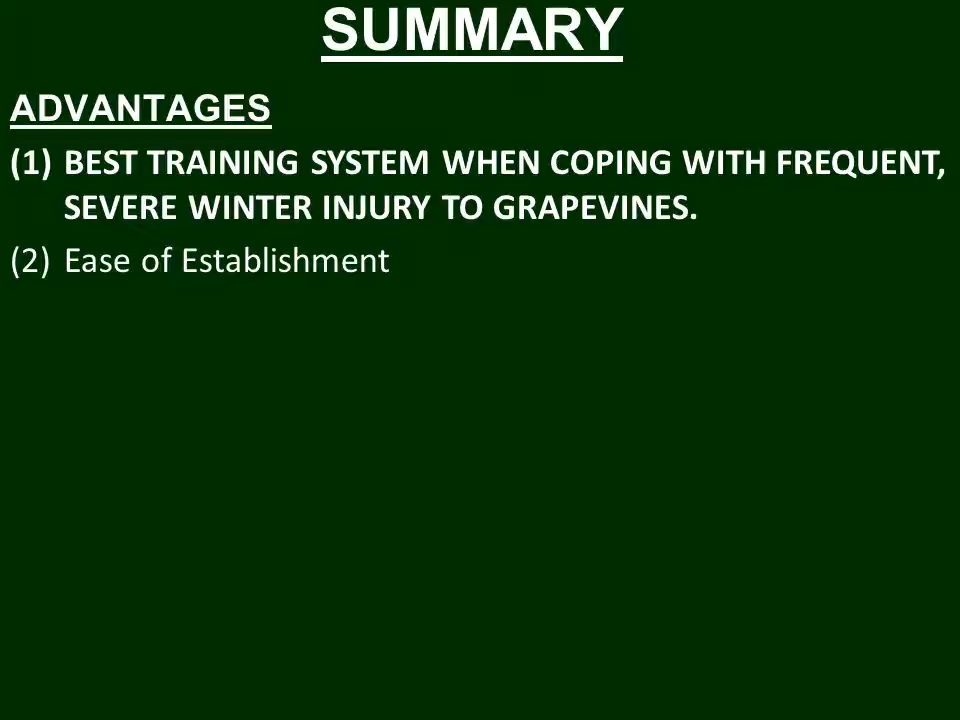 SUMMARY
ADVANTAGES
(1) BEST TRAINING SYSTEM WHEN COPING WITH FREQUENT,
SEVERE WINTER INJURY TO GRAPEVINES.
(2) Ease of Establishment